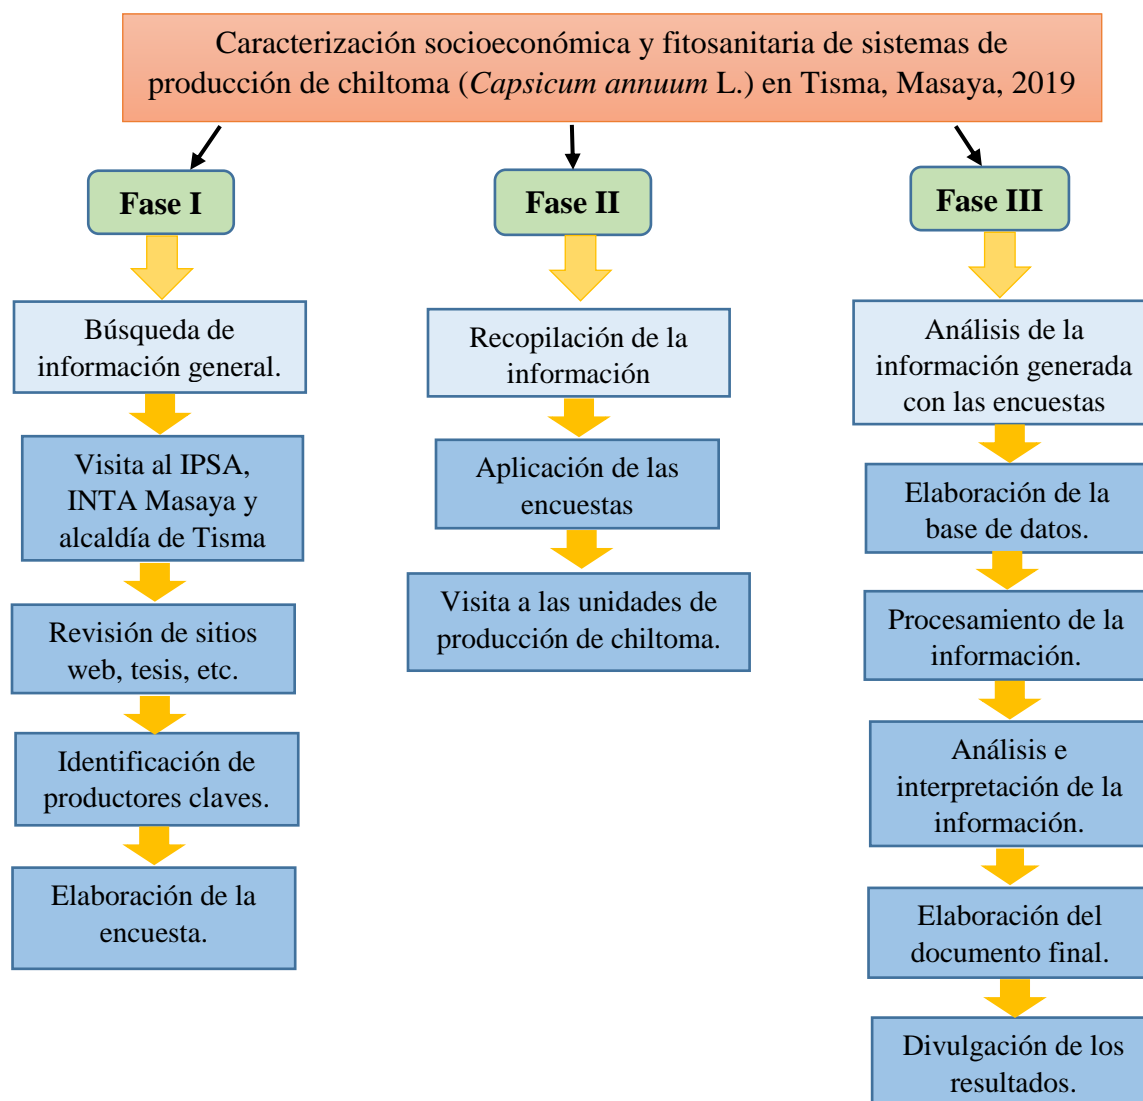 Caracterización socioeconómica y fitosanitaria de sistemas de
producción de chiltoma (Capsicum annuum L.) en Tisma, Masaya, 2019
Fase I
Búsqueda de
información general.
Visita al IPSA,
INTA Masaya y
alcaldía de Tisma
Revisión de sitios
web, tesis, etc.
Identificación de
productores claves.
Elaboración de la
encuesta.
Fase II
Recopilación de la
información
Aplicación de las
encuestas
Visita a las unidades de
producción de chiltoma.
Fase III
Análisis de la
información generada
con las encuestas
Elaboración de la
base de datos.
Procesamiento de la
información.
Análisis e
interpretación de la
información.
Elaboración del
documento final.
Divulgación de los
resultados.